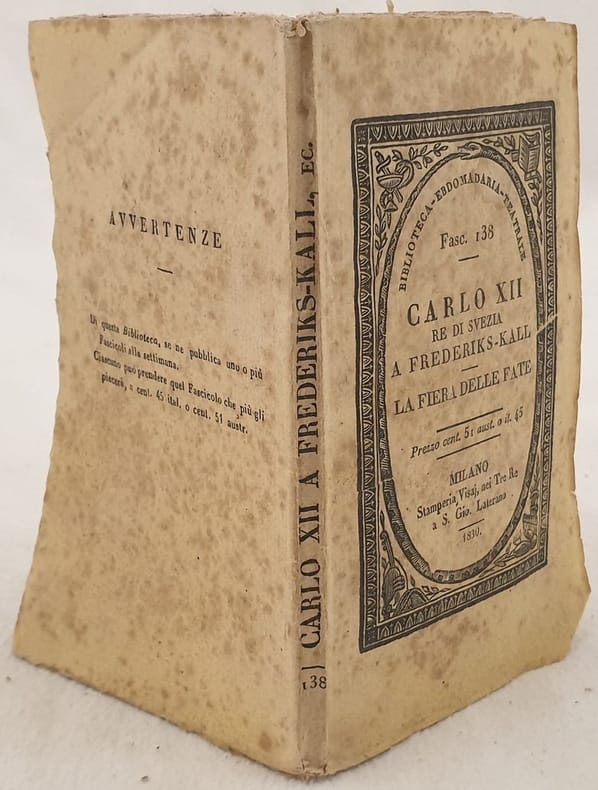 AVVERTENZE
Di questa Biblioteca, se ne pubblica uno o più
Fascicoli alla settimana.
Ciascuno può prendere quel Fascicolo che più gli
piacerà, a cent. 45 ital. o cent. 51 austr.
138 CARLO XII A FREDERIKS-KALL, EC.
BIBLIOTECA-EBDOMADARIA-TEATRALE
Fasc. 138
CARLO XII
RE DI SVEZIA
A FREDERIKS-KALL
LA FIERA DELLE FATE
Prezzo cent. 51 aust. o it. 45
MILANO
Stamperia Visaj, nei Tre Re
a S. Gio. Laterano
1830.